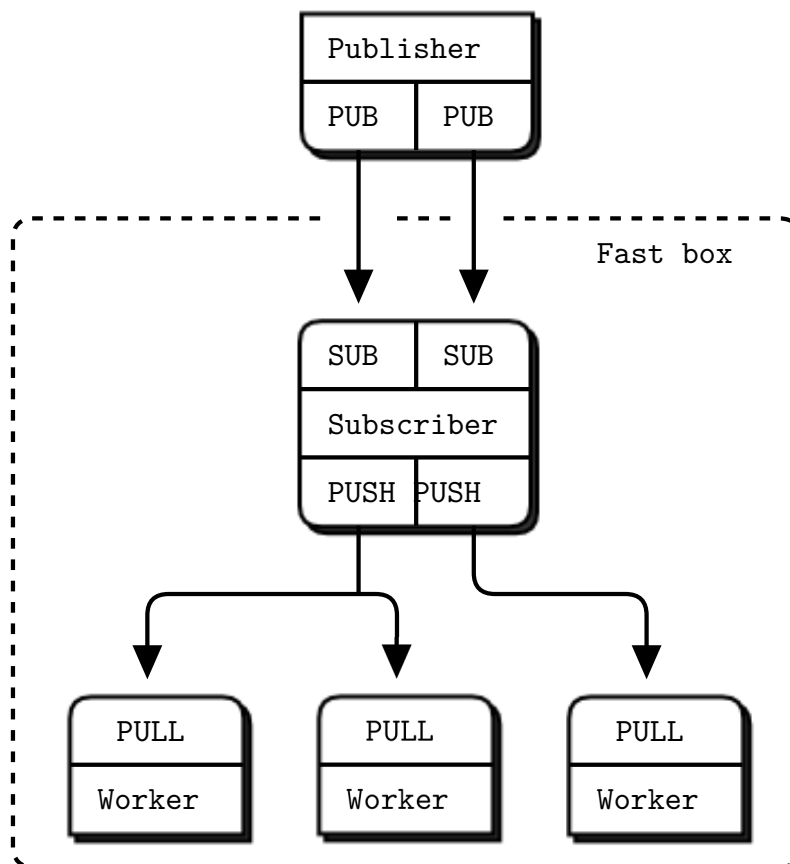 Publisher
PUB PUB
Fast box
SUB SUB
Subscriber
PUSH PUSH
PULL PULL PULL
Worker Worker Worker